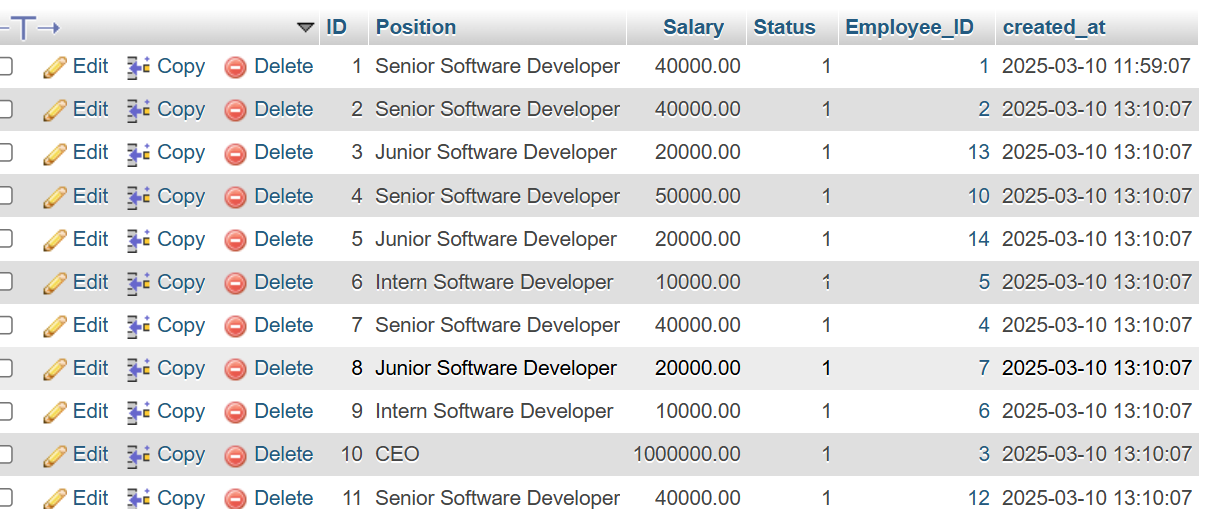 ID Position Salary Status Employee_ID created_at
Edit Copy Delete 1 Senior Software Developer 40000.00 1 1 2025-03-10 11:59:07
Edit Copy Delete 2 Senior Software Developer 40000.00 1 2 2025-03-10 13:10:07
Edit Copy Delete 3 Junior Software Developer 20000.00 1 13 2025-03-10 13:10:07
Edit Copy Delete 4 Senior Software Developer 50000.00 1 10 2025-03-10 13:10:07
Edit Copy Delete 5 Junior Software Developer 20000.00 1 14 2025-03-10 13:10:07
Edit Copy Delete 6 Intern Software Developer 10000.00 1 5 2025-03-10 13:10:07
Edit Copy Delete 7 Senior Software Developer 40000.00 1 4 2025-03-10 13:10:07
Edit Copy Delete 8 Junior Software Developer 20000.00 1 7 2025-03-10 13:10:07
Edit Copy Delete 9 Intern Software Developer 10000.00 1 6 2025-03-10 13:10:07
Edit Copy Delete 10 CEO 1000000.00 1 3 2025-03-10 13:10:07
Edit Copy Delete 11 Senior Software Developer 40000.00 1 12 2025-03-10 13:10:07